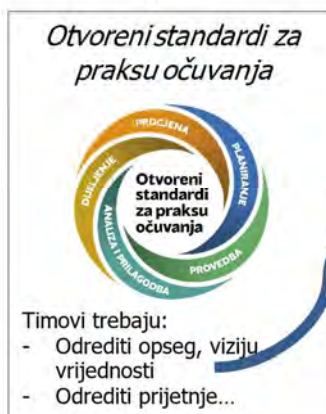 Otvoreni standardi za
praksu očuvanja
PROCJENA
PLANIRANJE
PROVEDBA
ANALIZA I PRILAGODBA
DIJELJENJE
Otvoreni
standardi
za praksu
očuvanja
Timovi trebaju:
- Odrediti opseg, viziju
vrijednosti
- Odrediti prijetnje...